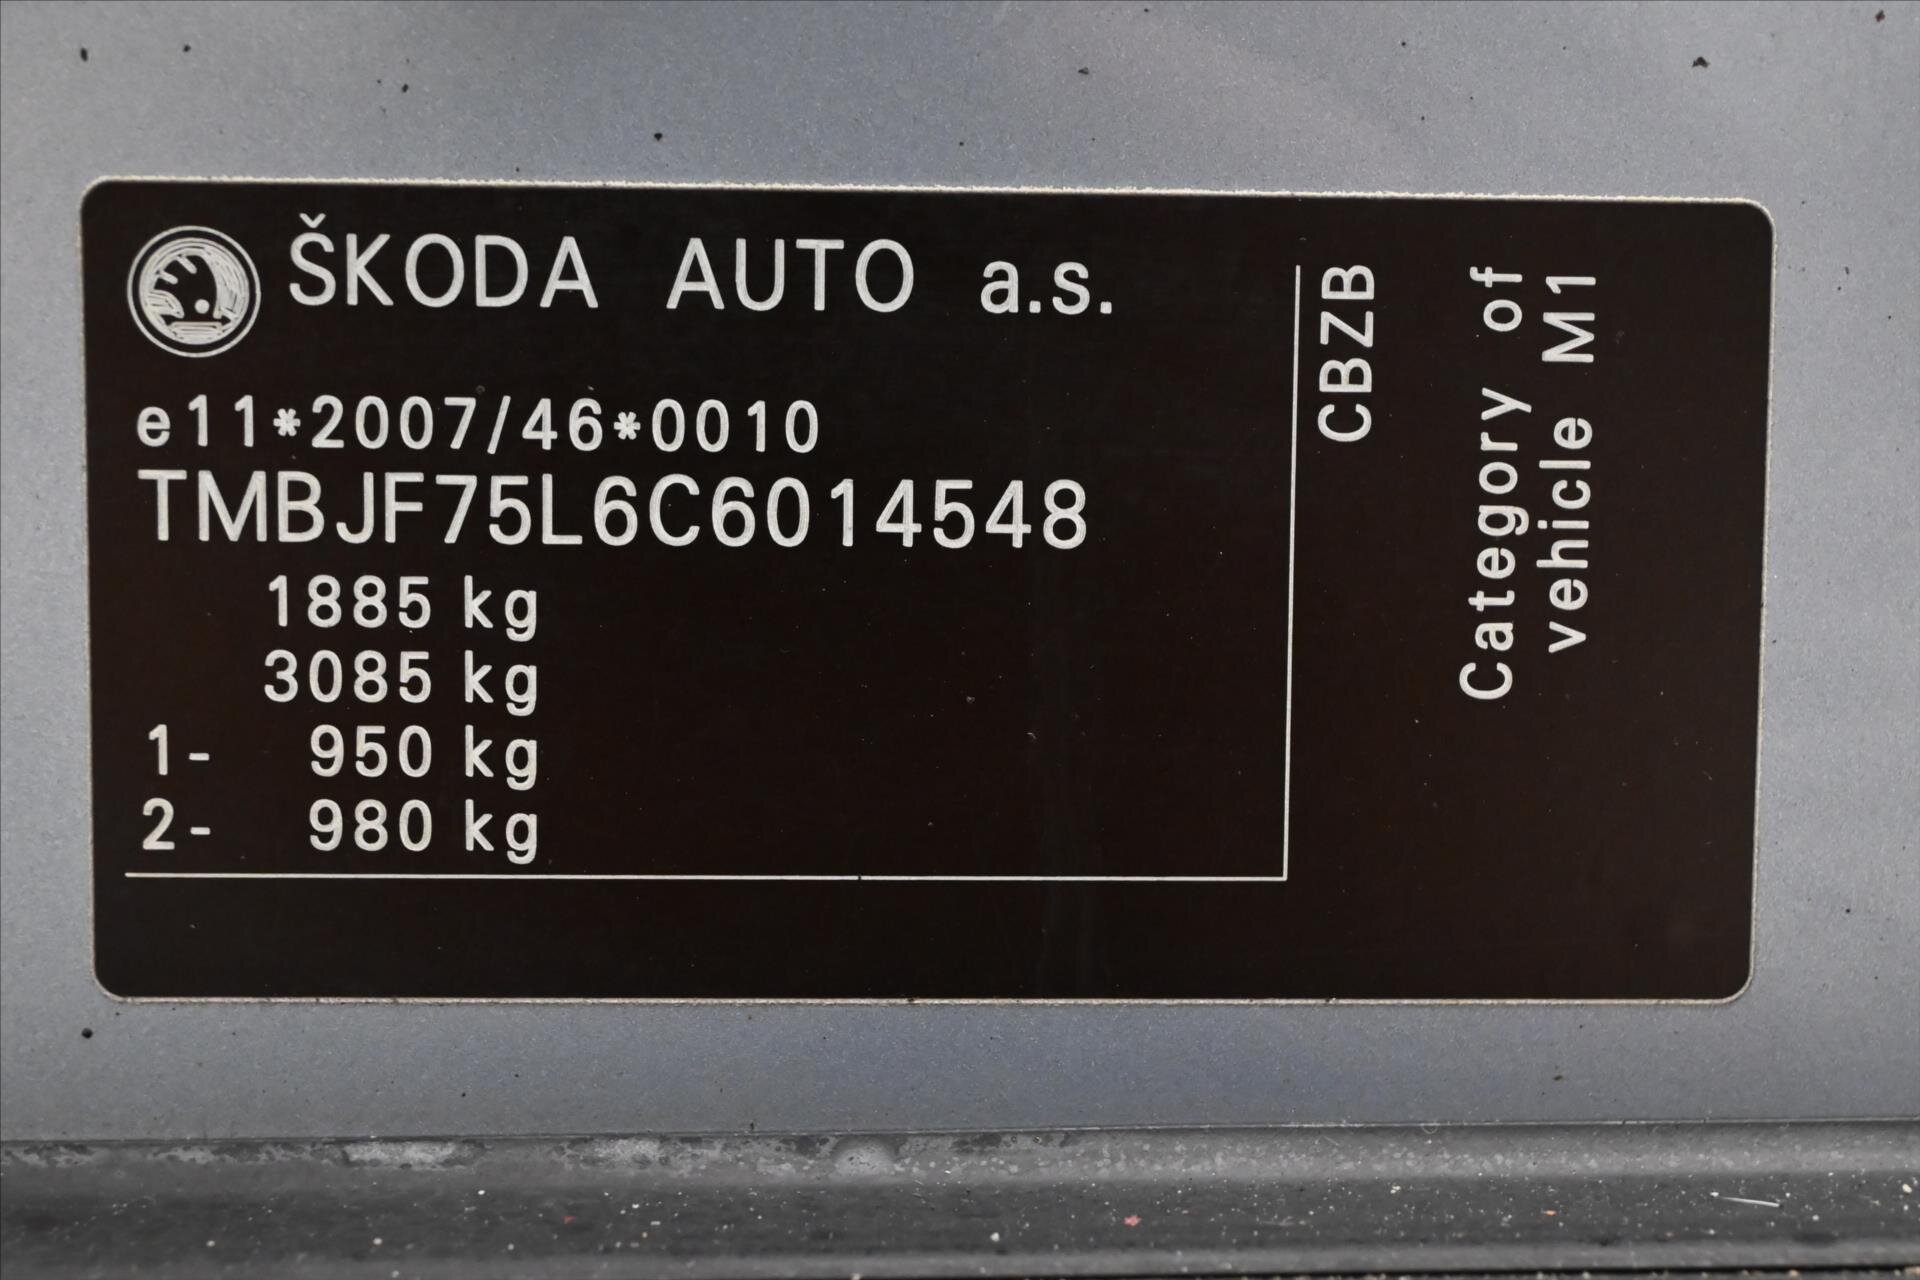 ŠKODA AUTO a.s.
e11*2007/46*0010
TMBJF75L6C6014548
1885 kg
3085 kg
1- 950 kg
2- 980 kg
CBZB
Category of
vehicle M1